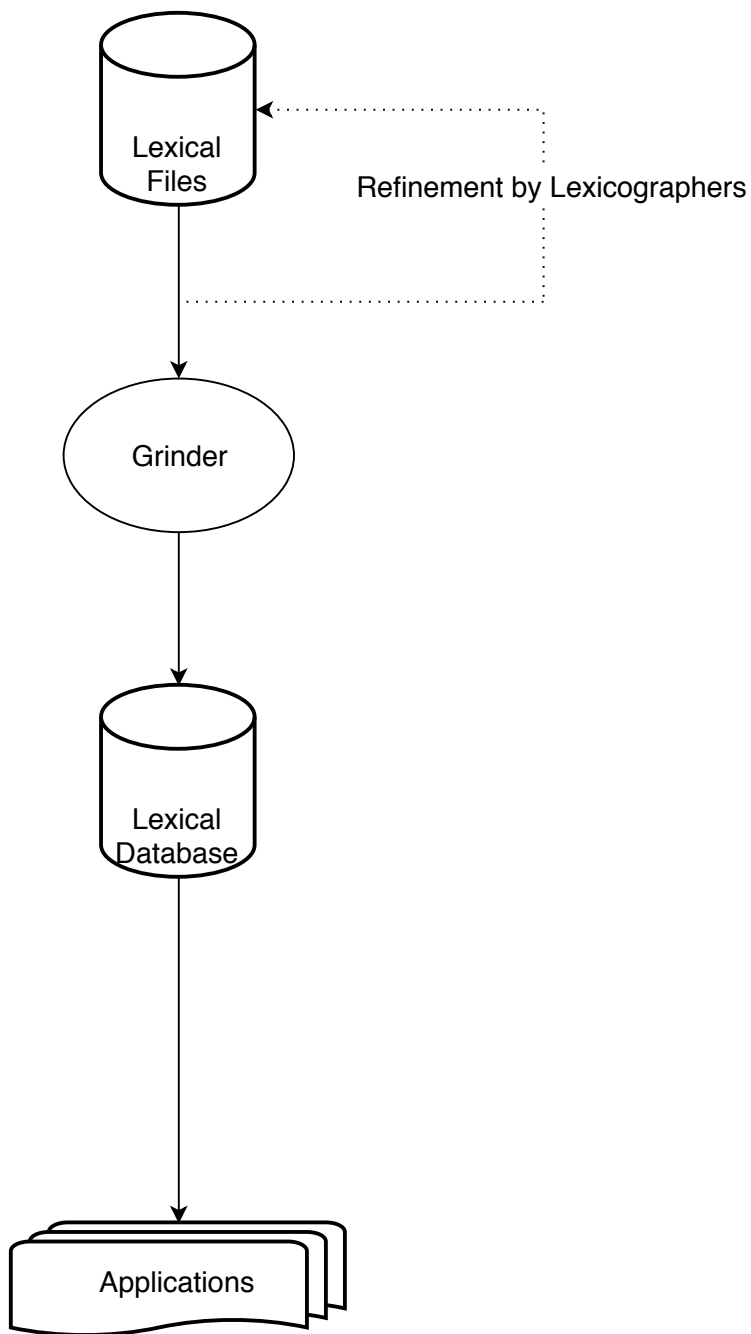 Lexical
Files
Refinement by Lexicographers
Grinder
Lexical
Database
Applications